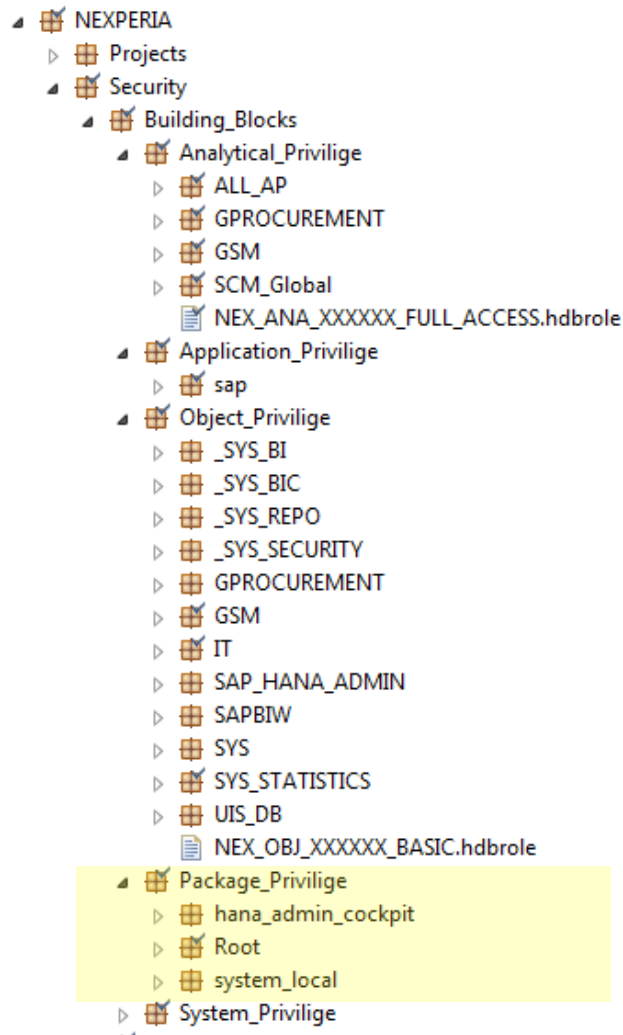 NEXPERIA
Projects
Security
Building_Blocks
Analytical_Privilige
ALL_AP
GPROCUREMENT
GSM
SCM_Global
NEX_ANA_XXXXXX_FULL_ACCESS.hdbrole
Application_Privilige
sap
Object_Privilige
_SYS_BI
_SYS_BIC
_SYS_REPO
_SYS_SECURITY
GPROCUREMENT
GSM
IT
SAP_HANA_ADMIN
SAPBIW
SYS
SYS_STATISTICS
UIS_DB
NEX_OBJ_XXXXXX_BASIC.hdbrole
Package_Privilige
hana_admin_cockpit
Root
system_local
System_Privilige